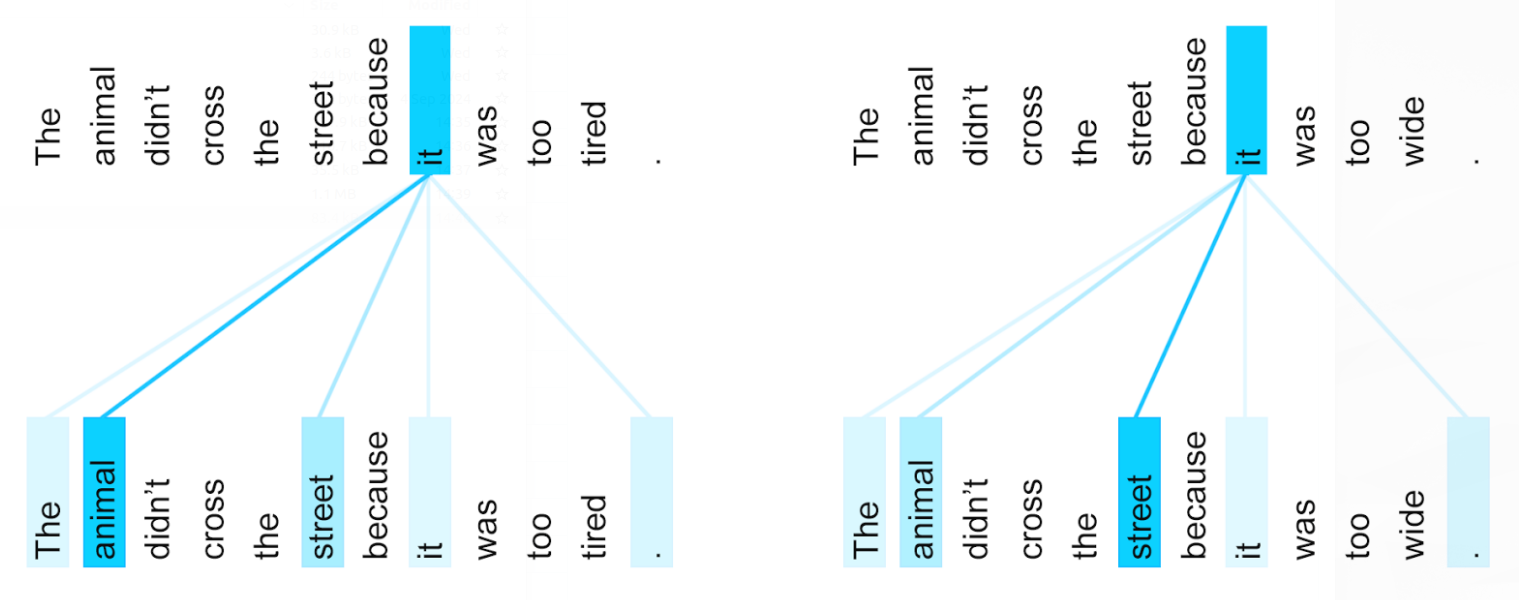 The animal didn't cross the street because it was too tired .
The animal didn't cross the street because it was too wide .
The animal didn't cross the street because it was too tired .
The animal didn't cross the street because it was too wide .